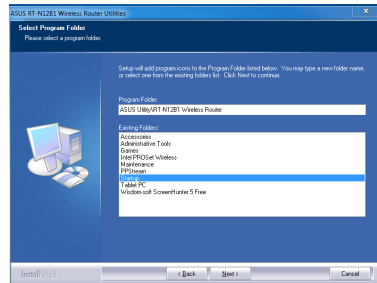 ASUS RT-N12B1 Wireless Router Utilities
Select Program Folder
Please select a program folder.
Setup will add program icons to the Program Folder listed below. You may type a new folder name,
or select one from the existing folders list. Click Next to continue.
Program Folder:
ASUS Utility\RT-N12B1 Wireless Router
Existing Folders:
Accessories
Administrative Tools
Games
Intel PROSet Wireless
Maintenance
PPStream
Startup
Tablet PC
Wisdom-soft ScreenHunter 5 Free
InstallShield
< Back
Next >
Cancel